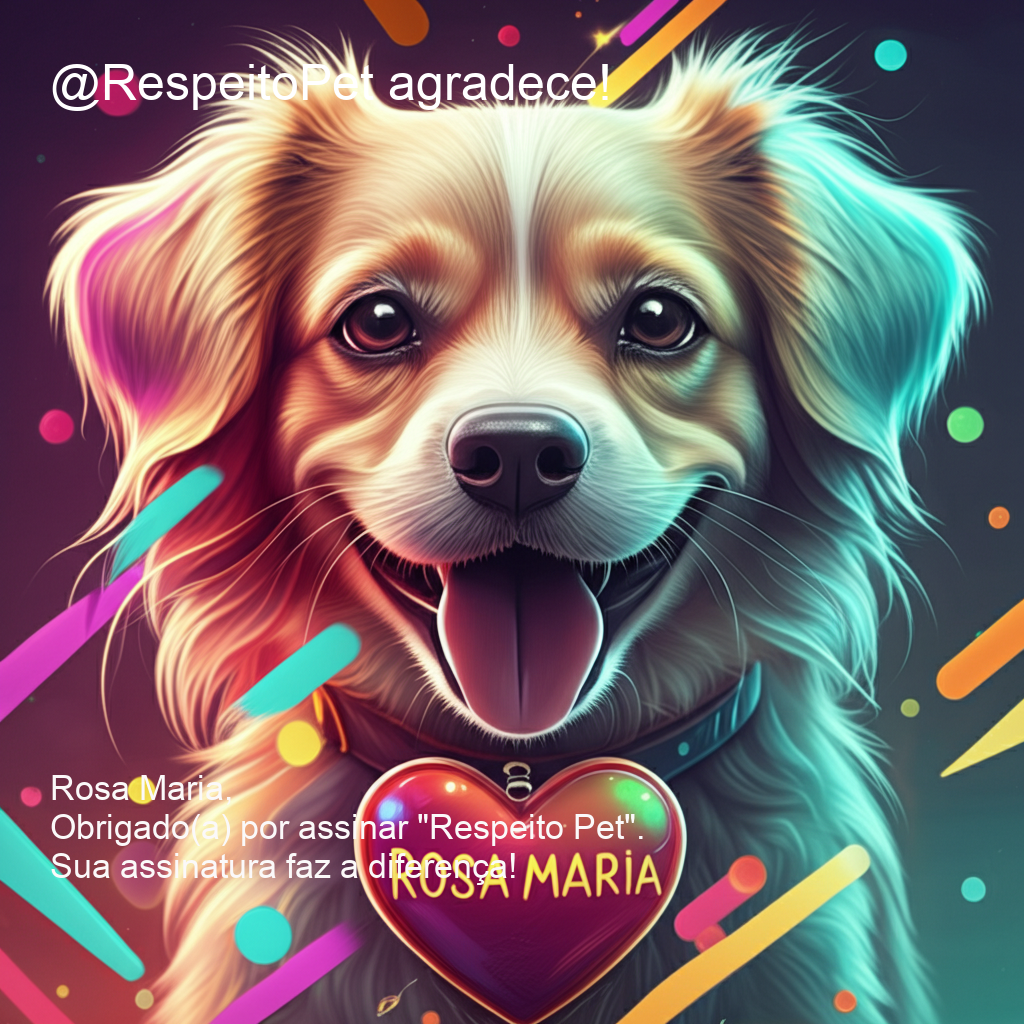 @RespeitoPet agradece!
Rosa Maria.
Obrigado(a) por assinar "Respeito Pet".
Sua assinatura faz a diferença!
ROSA MARiA